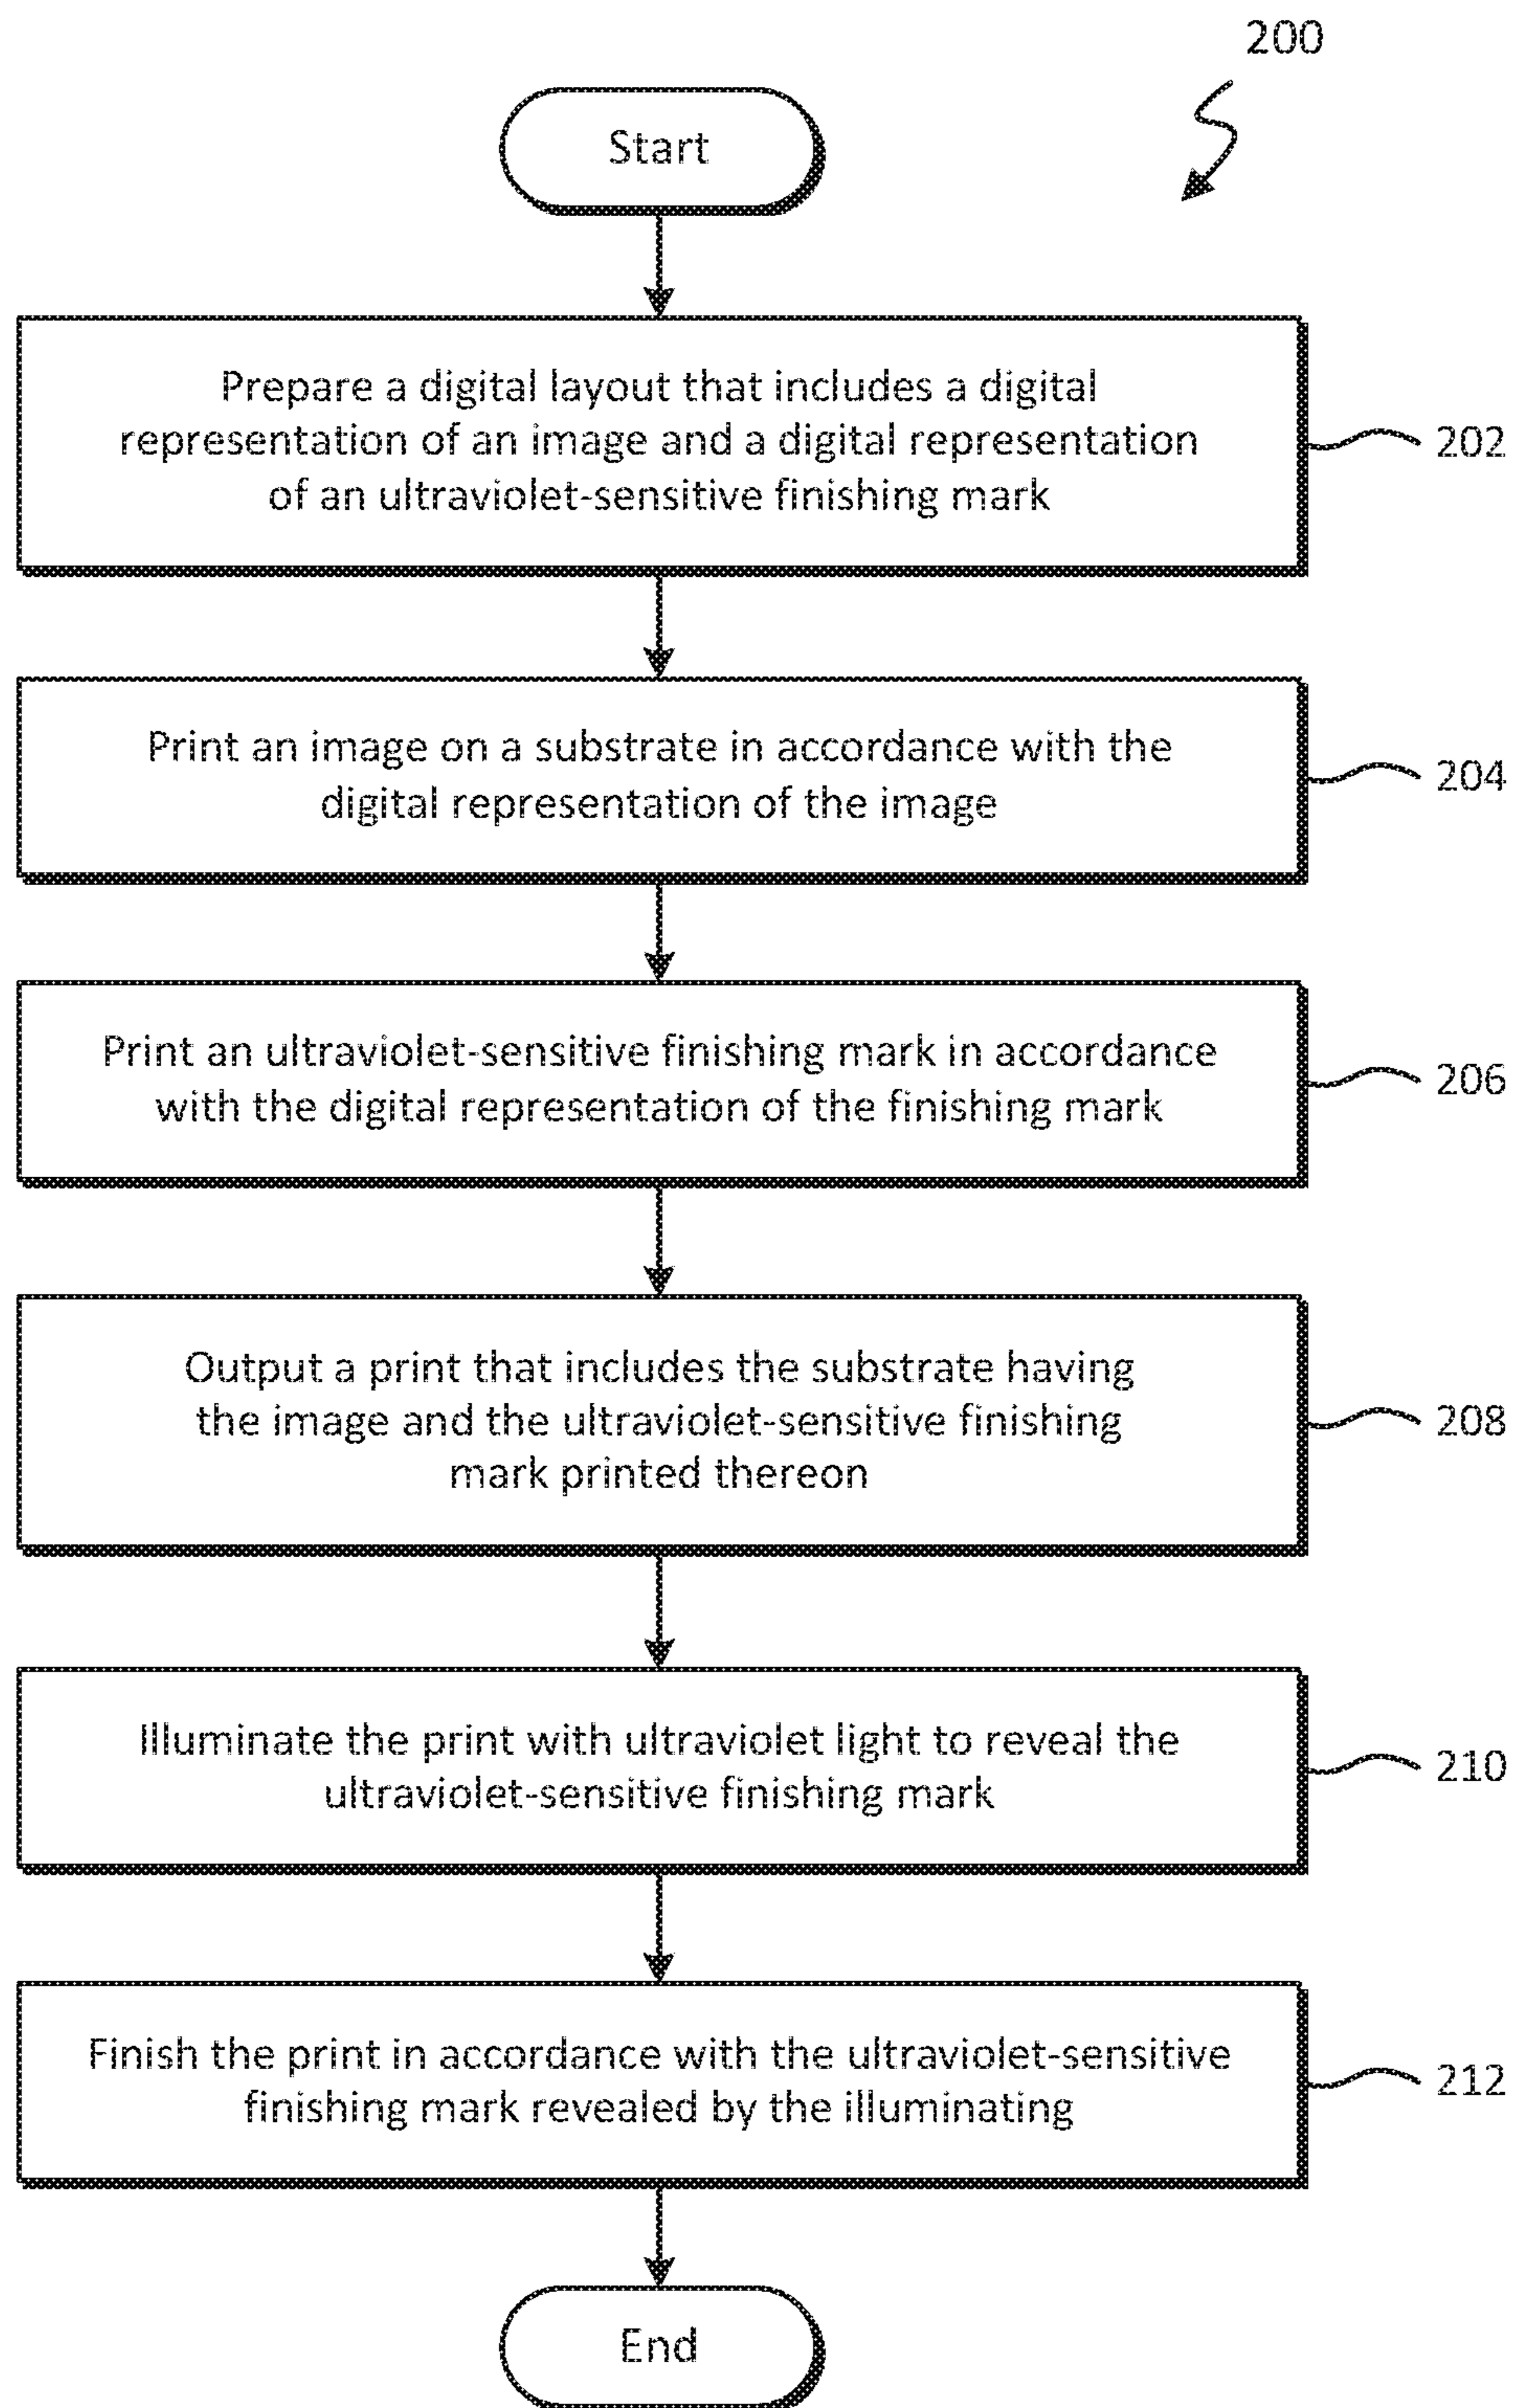 200
Start
Prepare a digital layout that includes a digital
representation of an image and a digital representation
of an ultraviolet-sensitive finishing mark
202
Print an image on a substrate in accordance with the
digital representation of the image
204
Print an ultraviolet-sensitive finishing mark in accordance
with the digital representation of the finishing mark
206
Output a print that includes the substrate having
the image and the ultraviolet-sensitive finishing
mark printed thereon
208
Illuminate the print with ultraviolet light to reveal the
ultraviolet-sensitive finishing mark
210
Finish the print in accordance with the ultraviolet-sensitive
finishing mark revealed by the illuminating
212
End